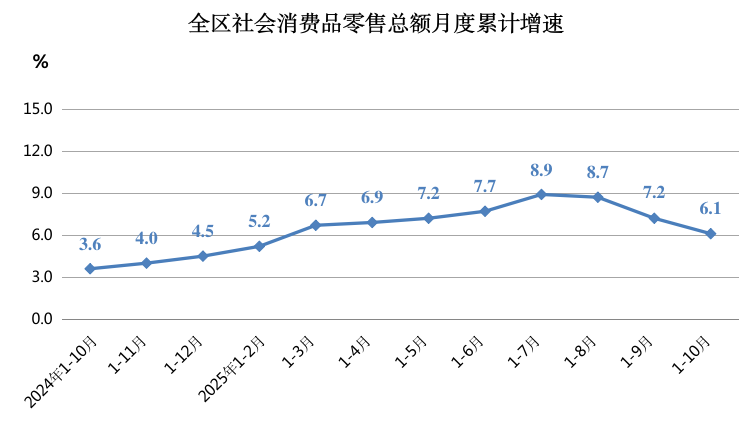 全区社会消费品零售总额月度累计增速
%
15.0
12.0
9.0
6.0
3.0
0.0
3.6
4.0
4.5
5.2
6.7
6.9
7.2
7.7
8.9
8.7
7.2
6.1
2024年1-10月
1-11月
1-12月
2025年1-2月
1-3月
1-4月
1-5月
1-6月
1-7月
1-8月
1-9月
1-10月